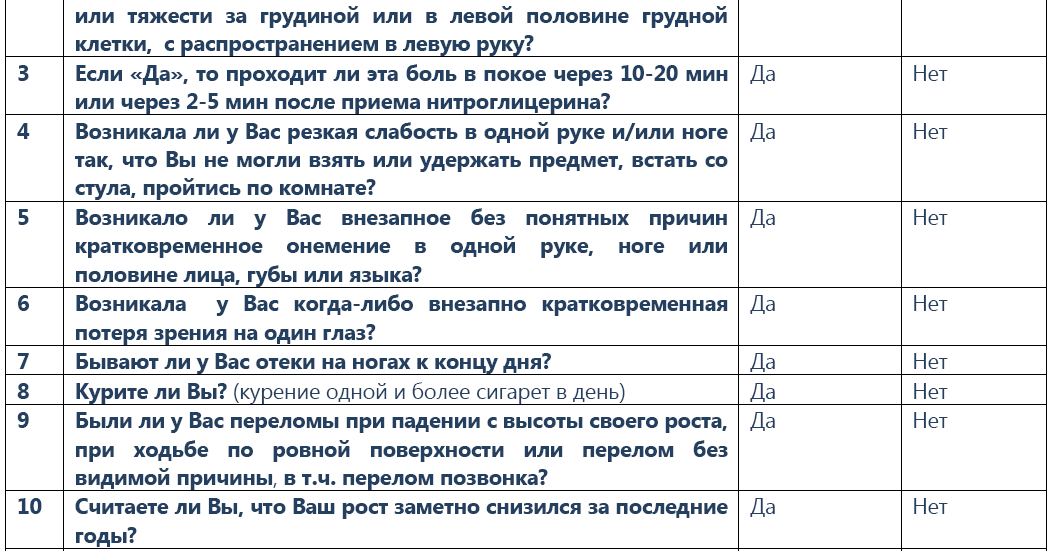 или тяжести за грудиной или в левой половине грудной
клетки, с распространением в левую руку?
3 Если «Да», то проходит ли эта боль в покое через 10-20 мин Да Нет
или через 2-5 мин после приема нитроглицерина?
4 Возникала ли у Вас резкая слабость в одной руке и/или ноге Да Нет
так, что Вы не могли взять или удержать предмет, встать со
стула, пройтись по комнате?
5 Возникало ли у Вас внезапное без понятных причин Да Нет
кратковременное онемение в одной руке, ноге или
половине лица, губы или языка?
6 Возникала у Вас когда-либо внезапно кратковременная Да Нет
потеря зрения на один глаз?
7 Бывают ли у Вас отеки на ногах к концу дня? Да Нет
8 Курите ли Вы? (курение одной и более сигарет в день) Да Нет
9 Были ли у Вас переломы при падении с высоты своего роста, Да Нет
при ходьбе по ровной поверхности или перелом без
видимой причины, в т.ч. перелом позвонка?
10 Считаете ли Вы, что Ваш рост заметно снизился за последние Да Нет
годы?